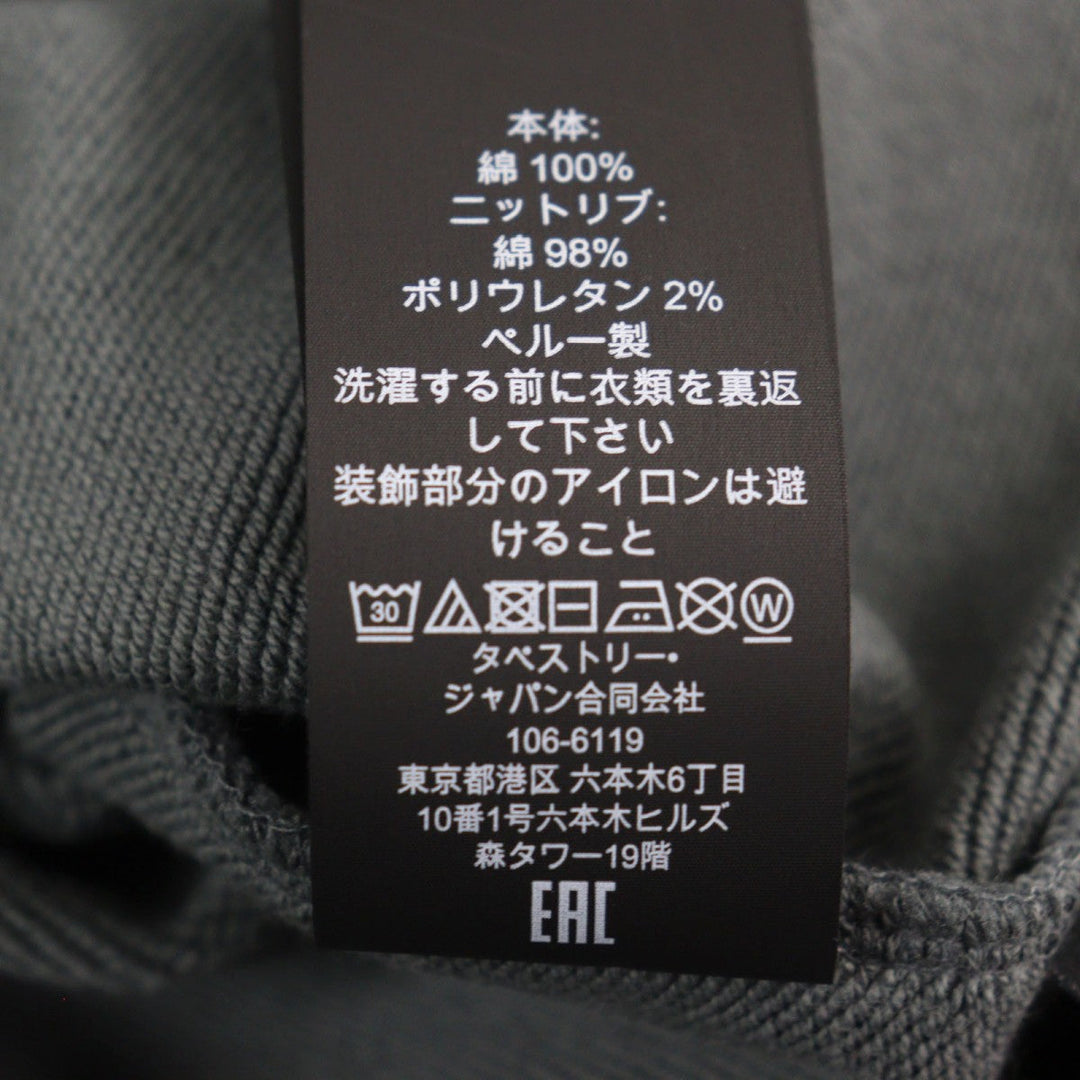 本体:
綿 100%
ニットリブ:
綿 98%
ポリウレタン 2%
ペルー製
洗濯する前に衣類を裏返
して下さい
装飾部分のアイロンは避
けること
30 W
タペストリー・
ジャパン合同会社
106-6119
東京都港区 六本木6丁目
10番1号六本木ヒルズ
森タワー19階
EAC